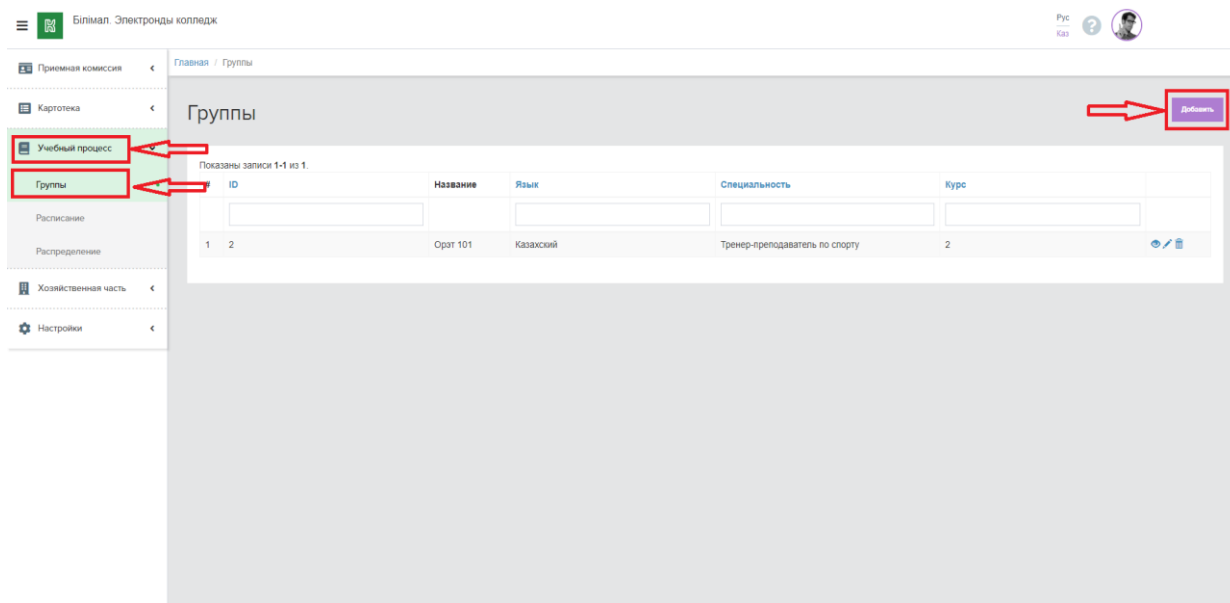 Білімал. Электронды колледж
Рус
Каз
?
Приемная комиссия
Картотека
Учебный процесс
Группы
Расписание
Распределение
Хозяйственная часть
Настройки
Главная / Группы
Группы
Добавить
Показаны записи 1-1 из 1.
# ID Название Язык Специальность Курс
1 2 Орэт 101 Казахский Тренер-преподаватель по спорту 2